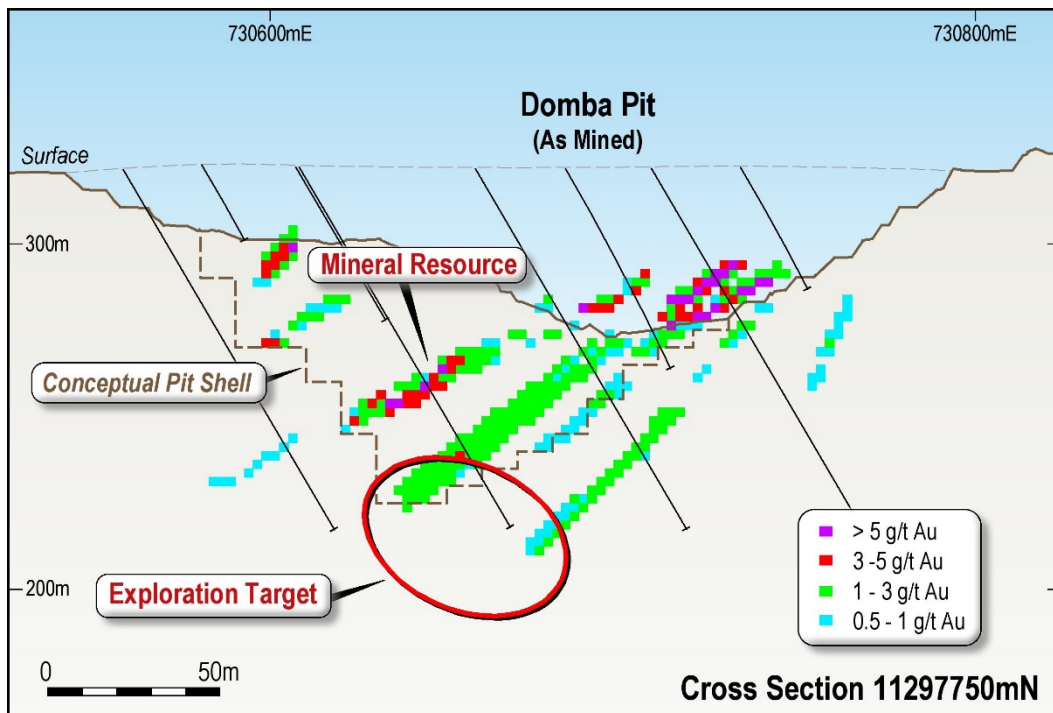 730600mE
730800mE
Domba Pit
(As Mined)
Surface
300m
Mineral Resource
Conceptual Pit Shell
Exploration Target
200m
> 5 g/t Au
3 -5 g/t Au
1 - 3 g/t Au
0.5 - 1 g/t Au
0
50m
Cross Section 11297750mN